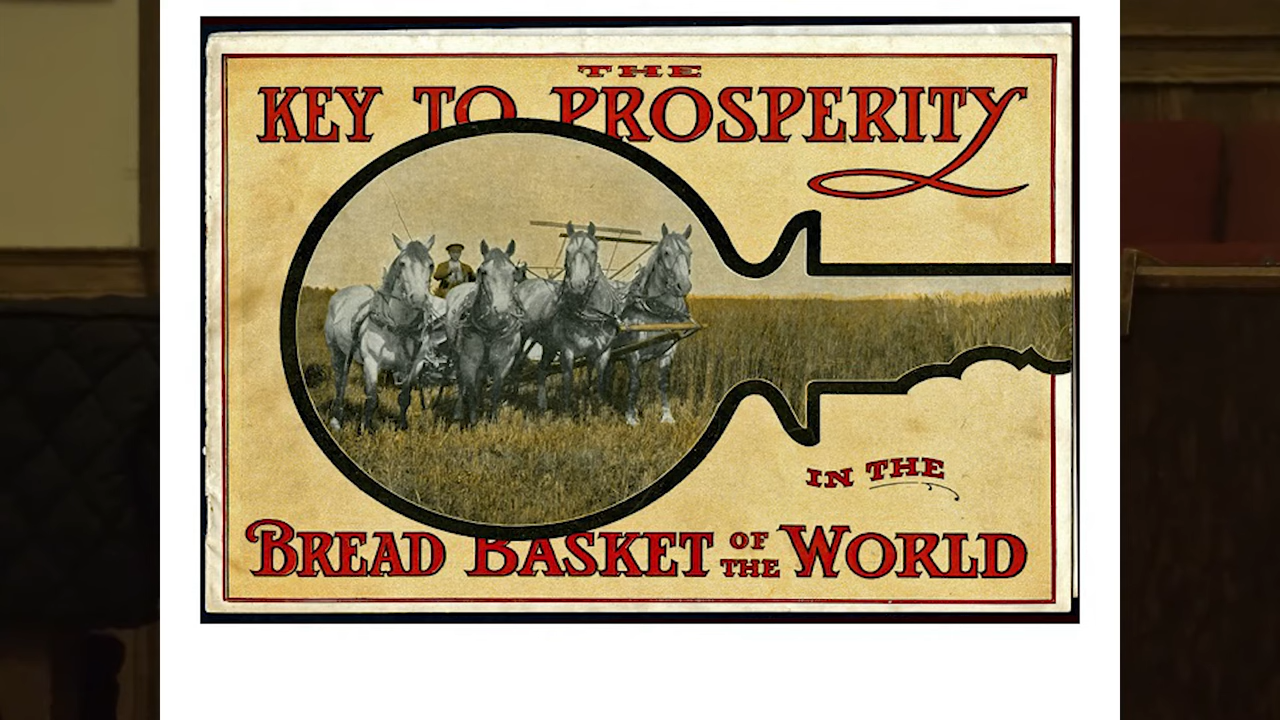 THE
KEY TO PROSPERITY
IN THE
BREAD BASKET OF THE WORLD